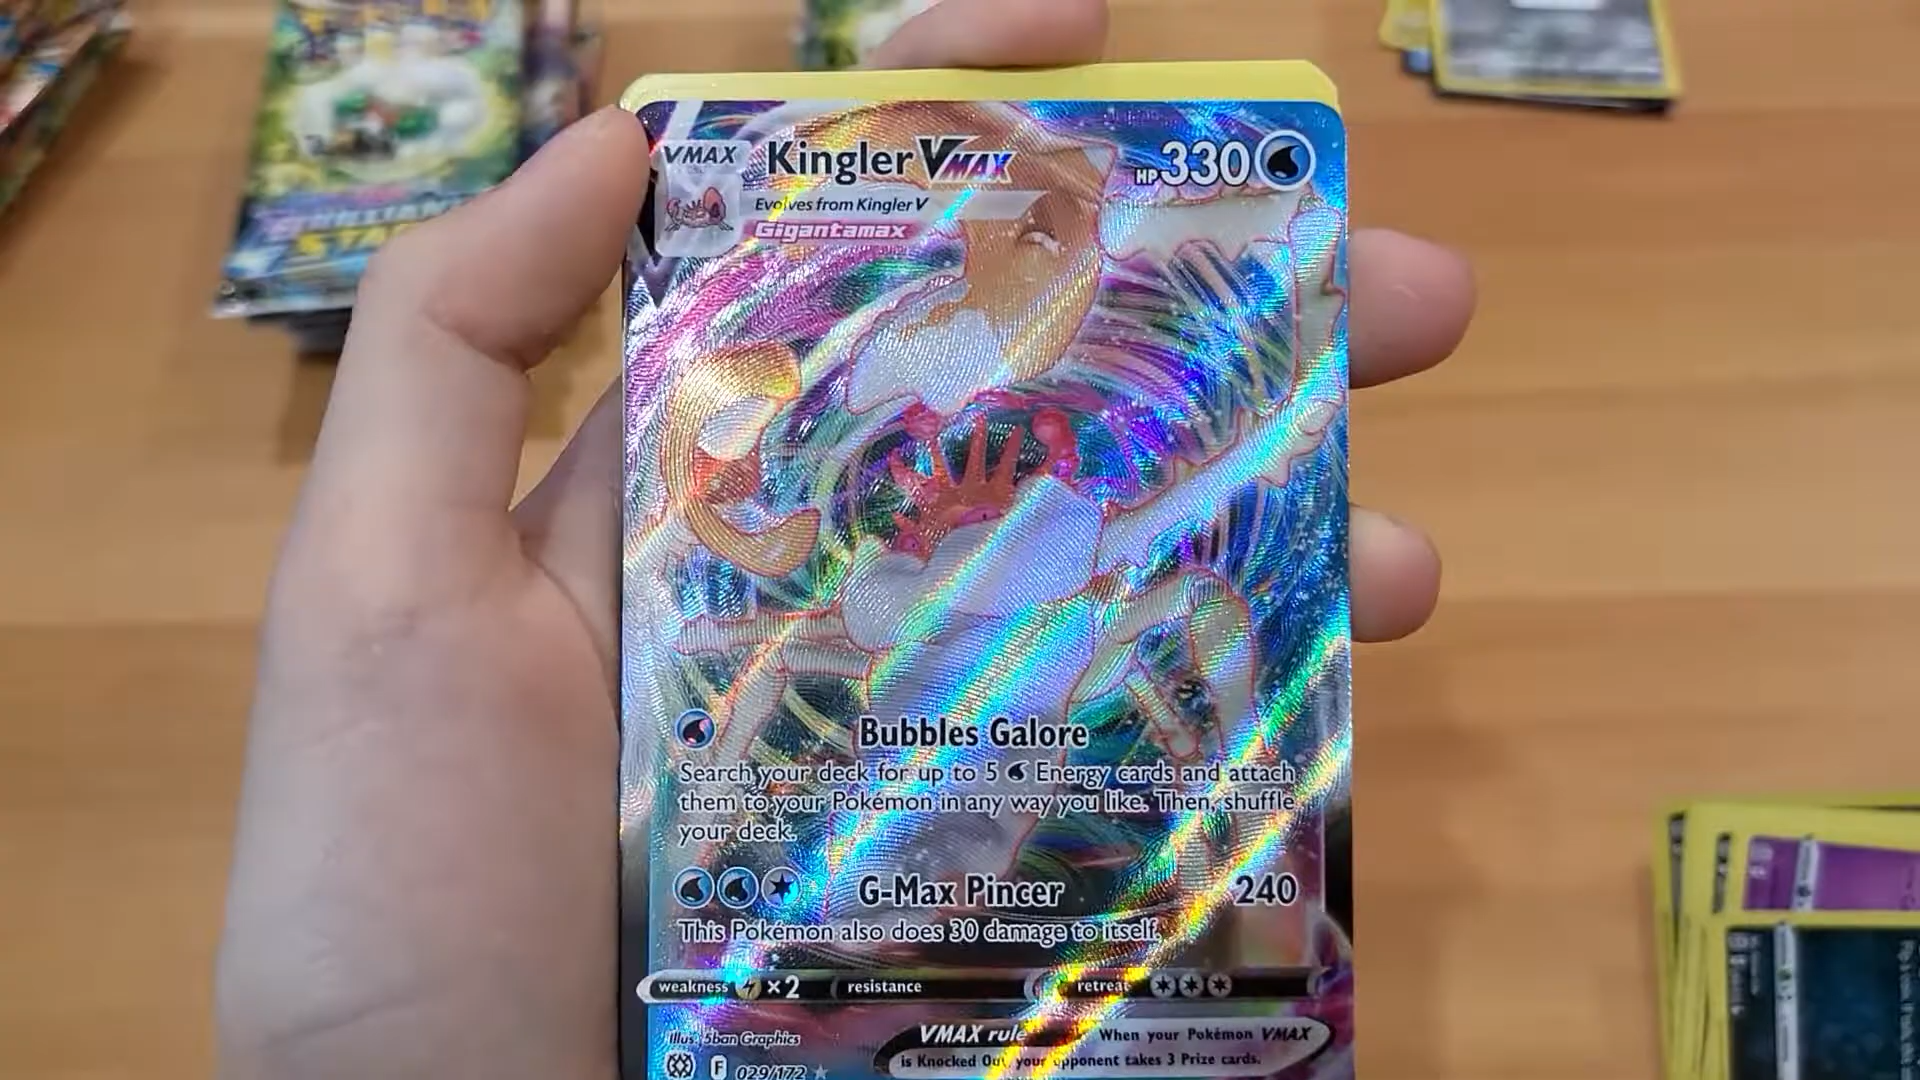 BRILLIANT
STARS
VMAX
Kingler VMAX
HP 330
Evolves from Kingler V
Gigantamax
Bubbles Galore
Search your deck for up to 5 Energy cards and attach
them to your Pokémon in any way you like. Then, shuffle
your deck.
G-Max Pincer 240
This Pokémon also does 30 damage to itself.
weakness ×2 resistance retreat
Illus. 5ban Graphics
VMAX rule When your Pokémon VMAX
is Knocked Out, your opponent takes 3 Prize cards.
F 029/172